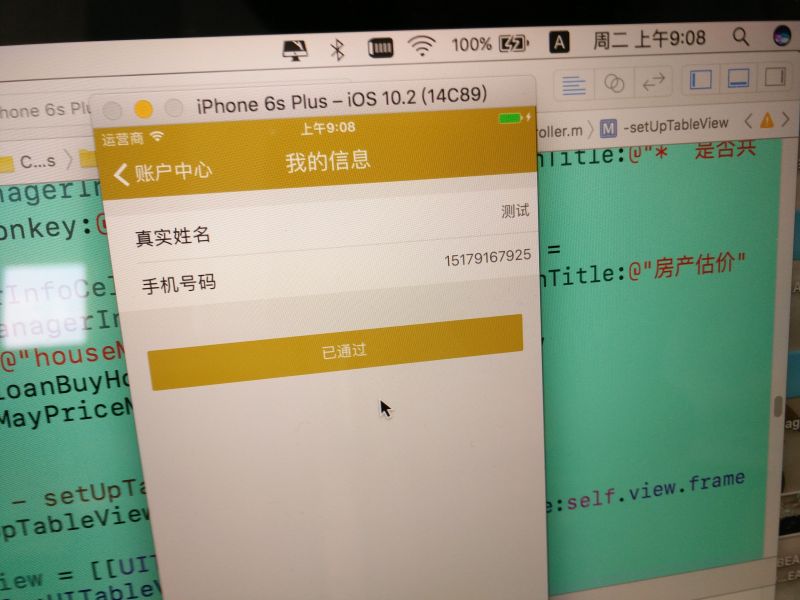 100%
A
周二 上午9:08
iPhone 6s Plus – iOS 10.2 (14C89)
hone 6s Plu
运营商
上午9:08
账户中心
我的信息
C...s
roller.m
M -setUpTableView
nTitle:@"* 是否共
nagerIn
onkey:@
真实姓名
测试
手机号码
15179167925
=
nTitle:@"房产估价"
rInfoCel
anagerIn
@"houseM
loanBuyHo
MayPriceM
已通过
- setUpTa
pTableView
e:self.view.frame
iew = [[UIT